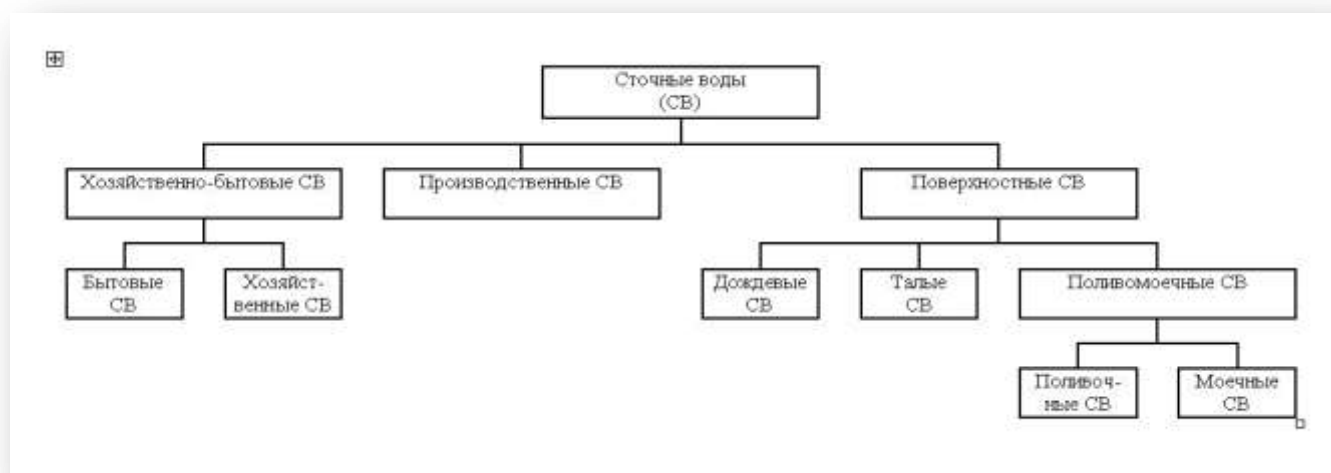 Сточные воды
(СВ)
Хозяйственно-бытовые СВ
Производственные СВ
Поверхностные СВ
Бытовые
СВ
Хозяйст-
венные СВ
Дождевые
СВ
Талые
СВ
Поливомоечные СВ
Поливоч-
ные СВ
Моечные
СВ